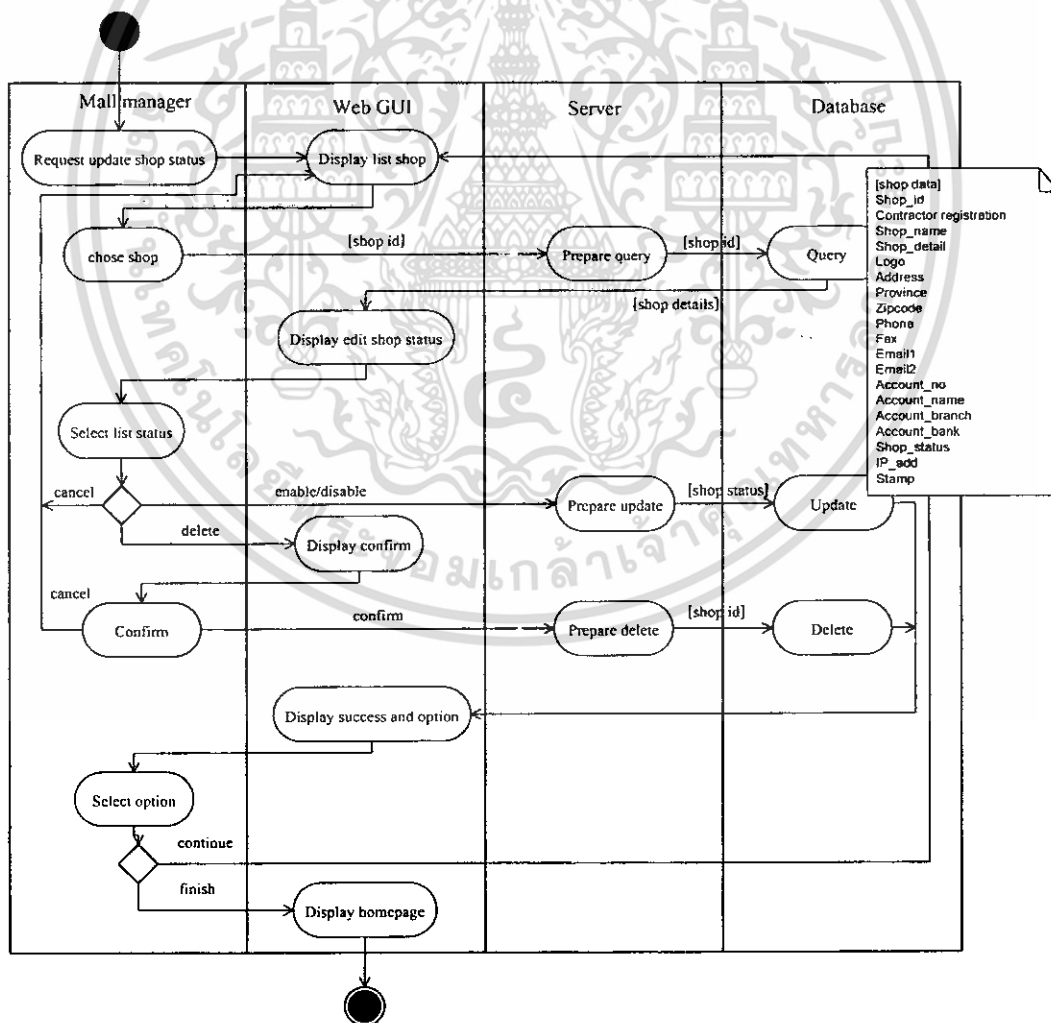 Mall manager
Web GUI
Server
Database
Request update shop status
Display list shop
[shop data]
Shop_id
Contractor registration
Shop_name
Shop_detail
Logo
Address
Province
Zipcode
Phone
Fax
Email1
Email2
Account_no
Account_name
Account_branch
Account_bank
Shop_status
IP_add
Stamp
chose shop
[shop id]
Prepare query
[shop id]
Query
[shop details]
Display edit shop status
Select list status
cancel
enable/disable
Prepare update
[shop status]
Update
delete
Display confirm
cancel
Confirm
confirm
Prepare delete
[shop id]
Delete
Display success and option
Select option
continue
finish
Display homepage